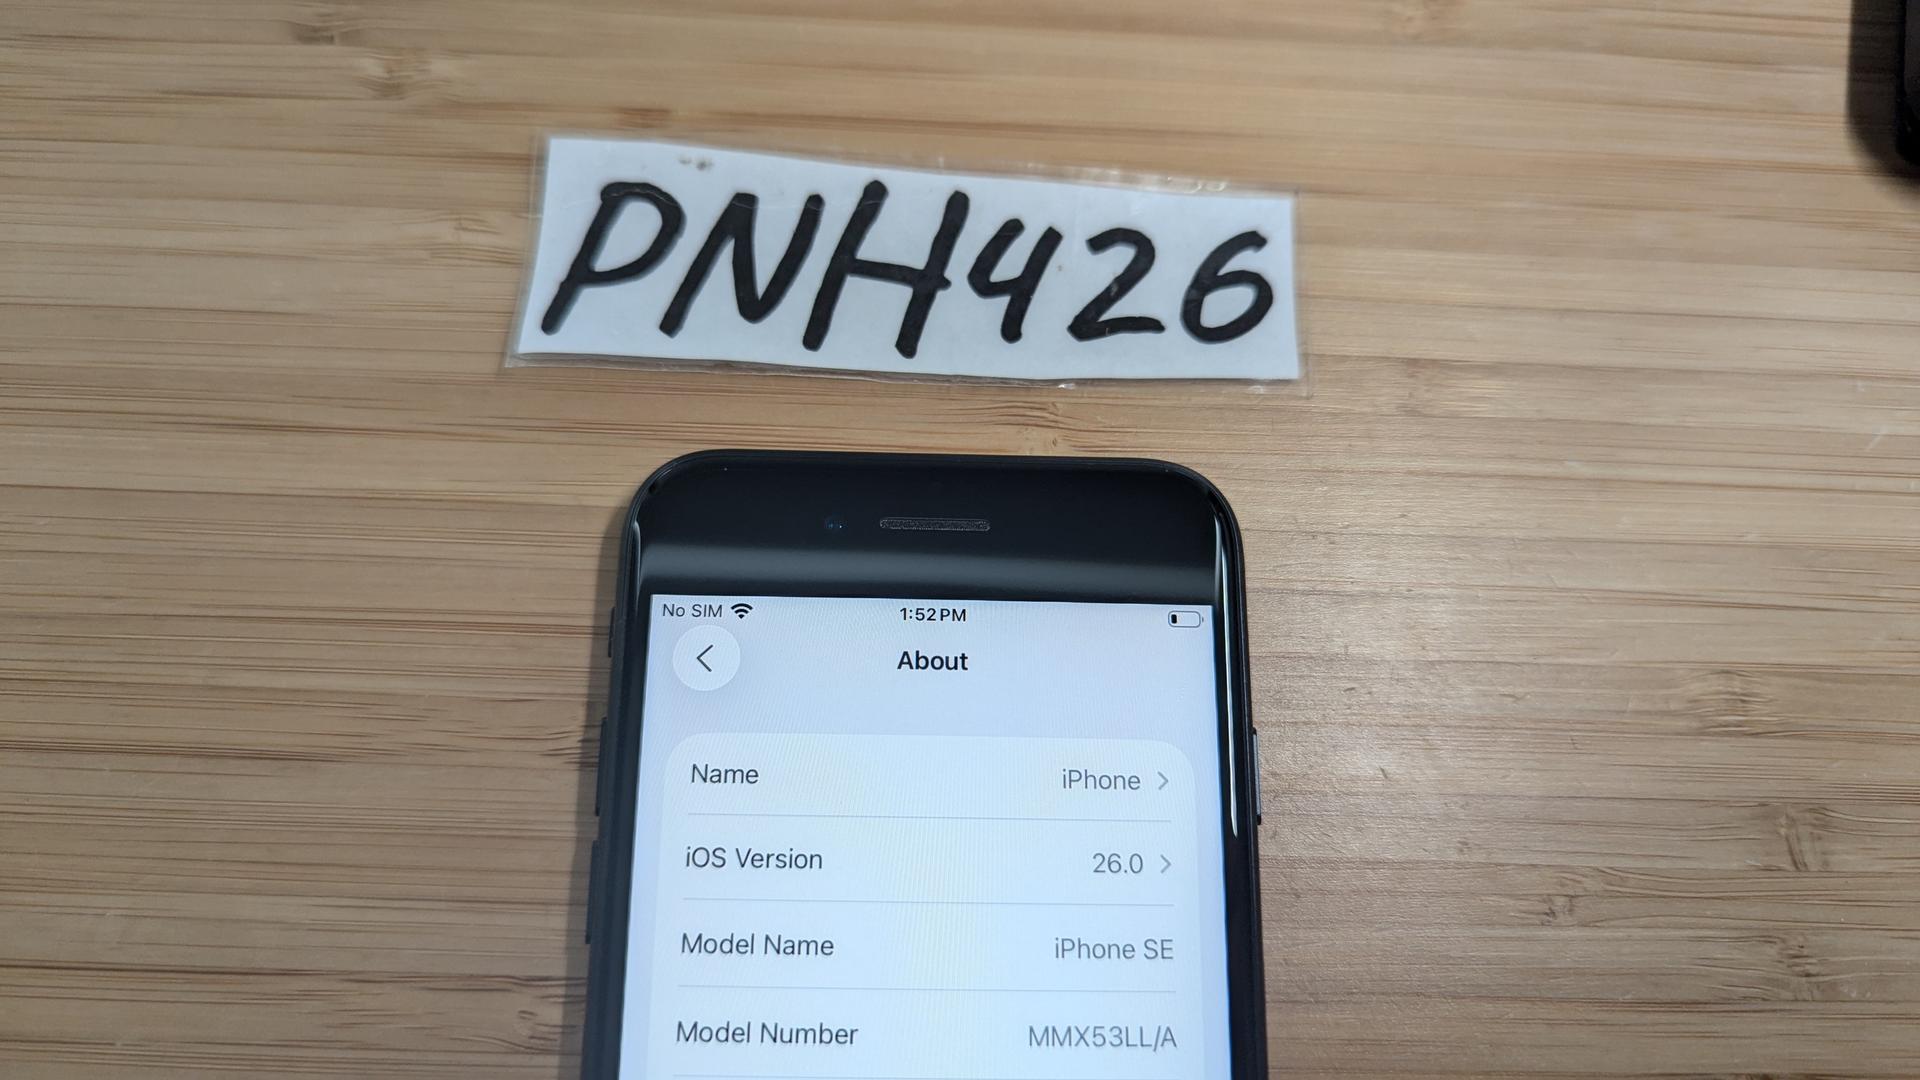 PNH426
No SIM 1:52 PM
About
Name iPhone
iOS Version 26.0
Model Name iPhone SE
Model Number MMX53LL/A